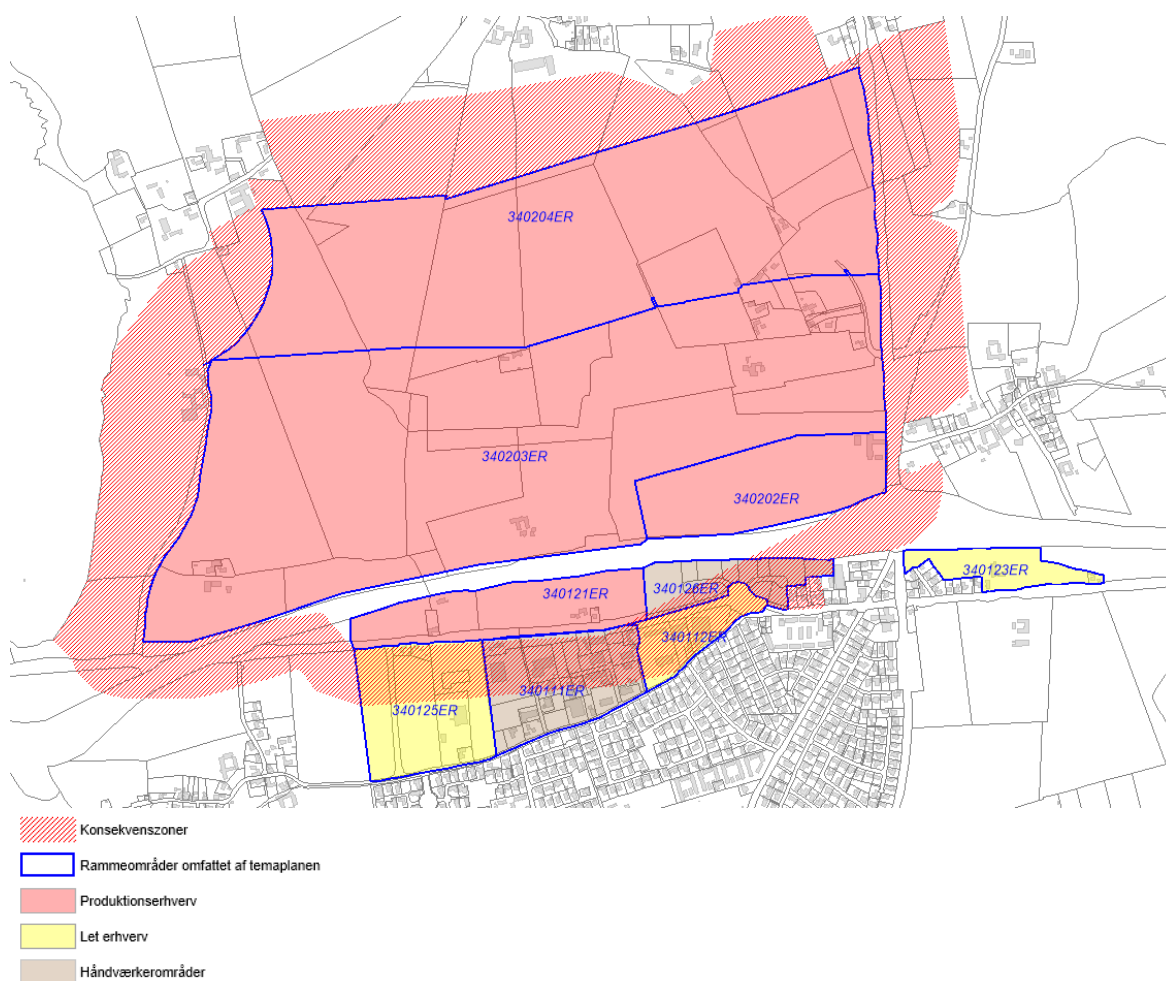 340204ER
340203ER
340202ER
340123ER
340121ER
340126ER
340112ER
340111ER
340125ER
Konsekvenszoner
Rammeområder omfattet af temaplanen
Produktionserhverv
Let erhverv
Håndværkerområder